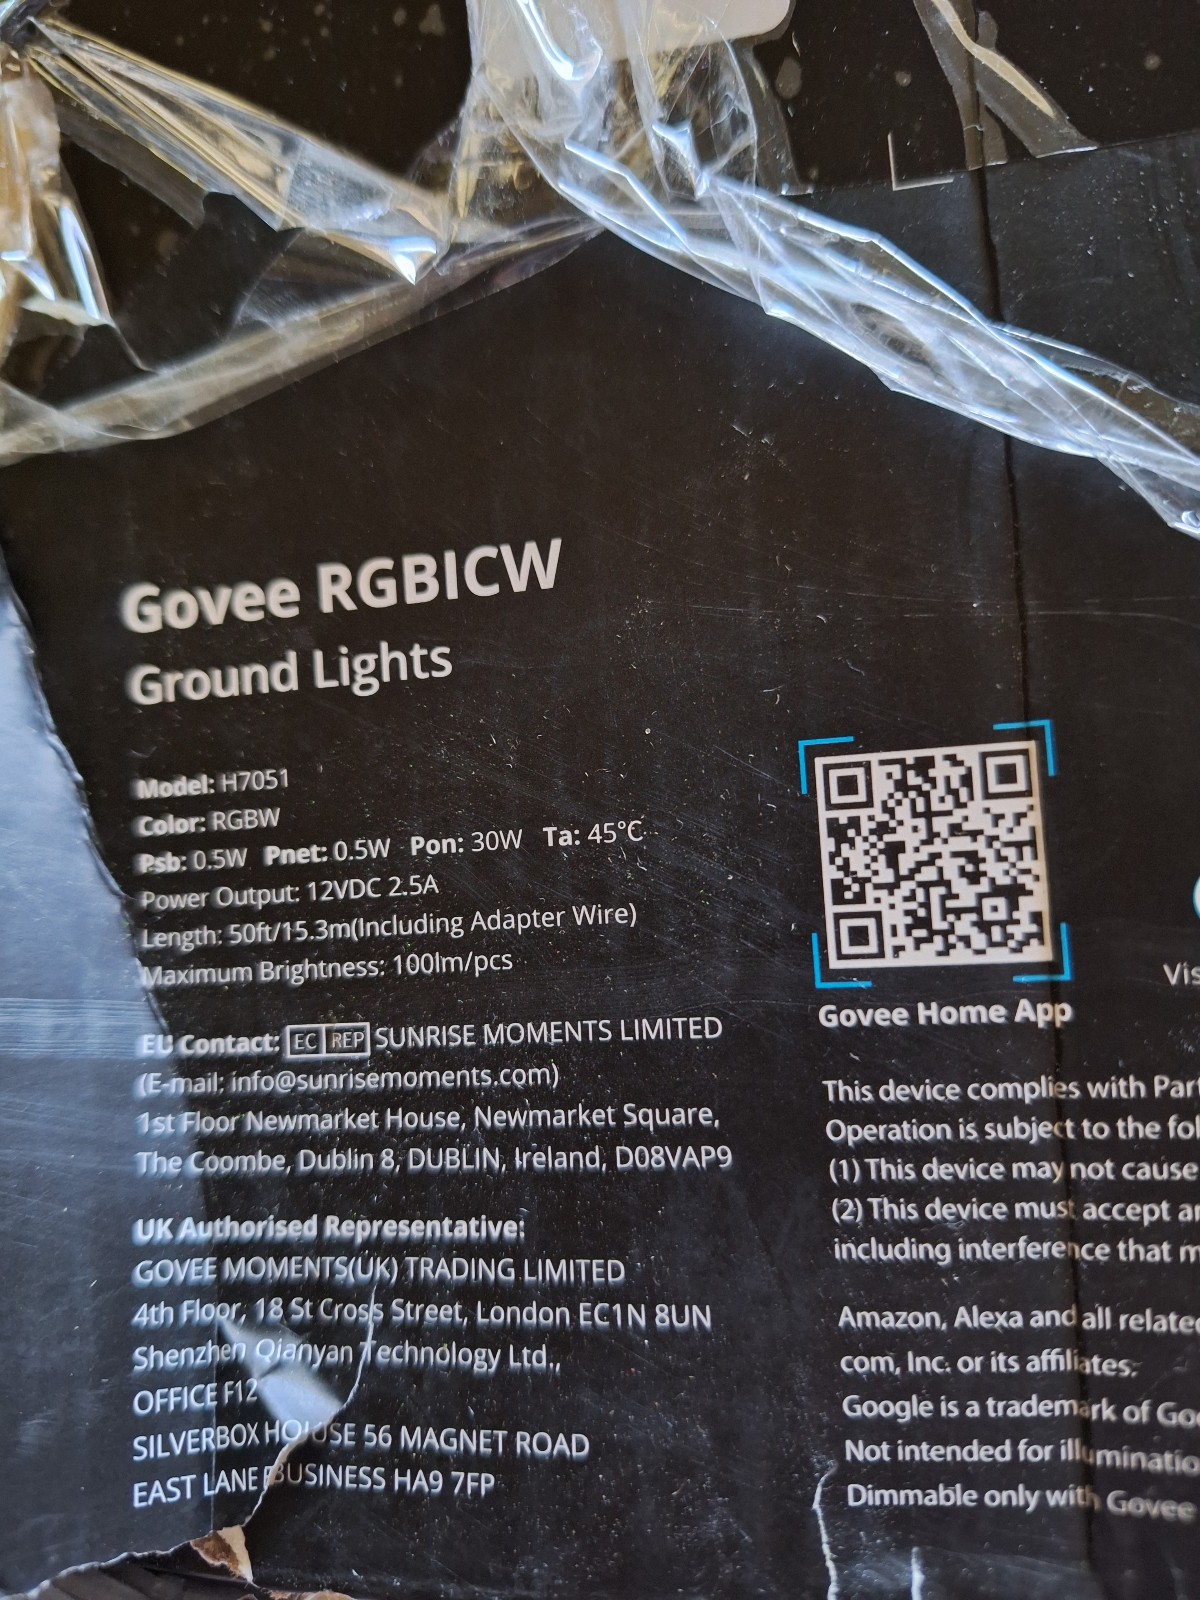 Govee RGBICW
Ground Lights
Model: H7051
Color: RGBW
Psb: 0.5W Pnet: 0.5W Pon: 30W Ta: 45°C
Power Output: 12VDC 2.5A
Length: 50ft/15.3m(Including Adapter Wire)
Maximum Brightness: 100lm/pcs
EU Contact: EC REP SUNRISE MOMENTS LIMITED
(E-mail: info@sunrisemoments.com)
1st Floor Newmarket House, Newmarket Square,
The Coombe, Dublin 8, DUBLIN, Ireland, D08VAP9
UK Authorised Representative:
GOVEE MOMENTS(UK) TRADING LIMITED
4th Floor, 18 St Cross Street, London EC1N 8UN
Shenzhen Qianyan Technology Ltd.,
OFFICE F12
SILVERBOX HOUSE 56 MAGNET ROAD
EAST LANE BUSINESS HA9 7FP
Govee Home App
Vis
This device complies with Par
Operation is subject to the fol
(1) This device may not cause
(2) This device must accept
including interference that m
Amazon, Alexa and all relate
com, Inc. or its affiliates.
Google is a trademark of Go
Not intended for illuminatio
Dimmable only with Govee